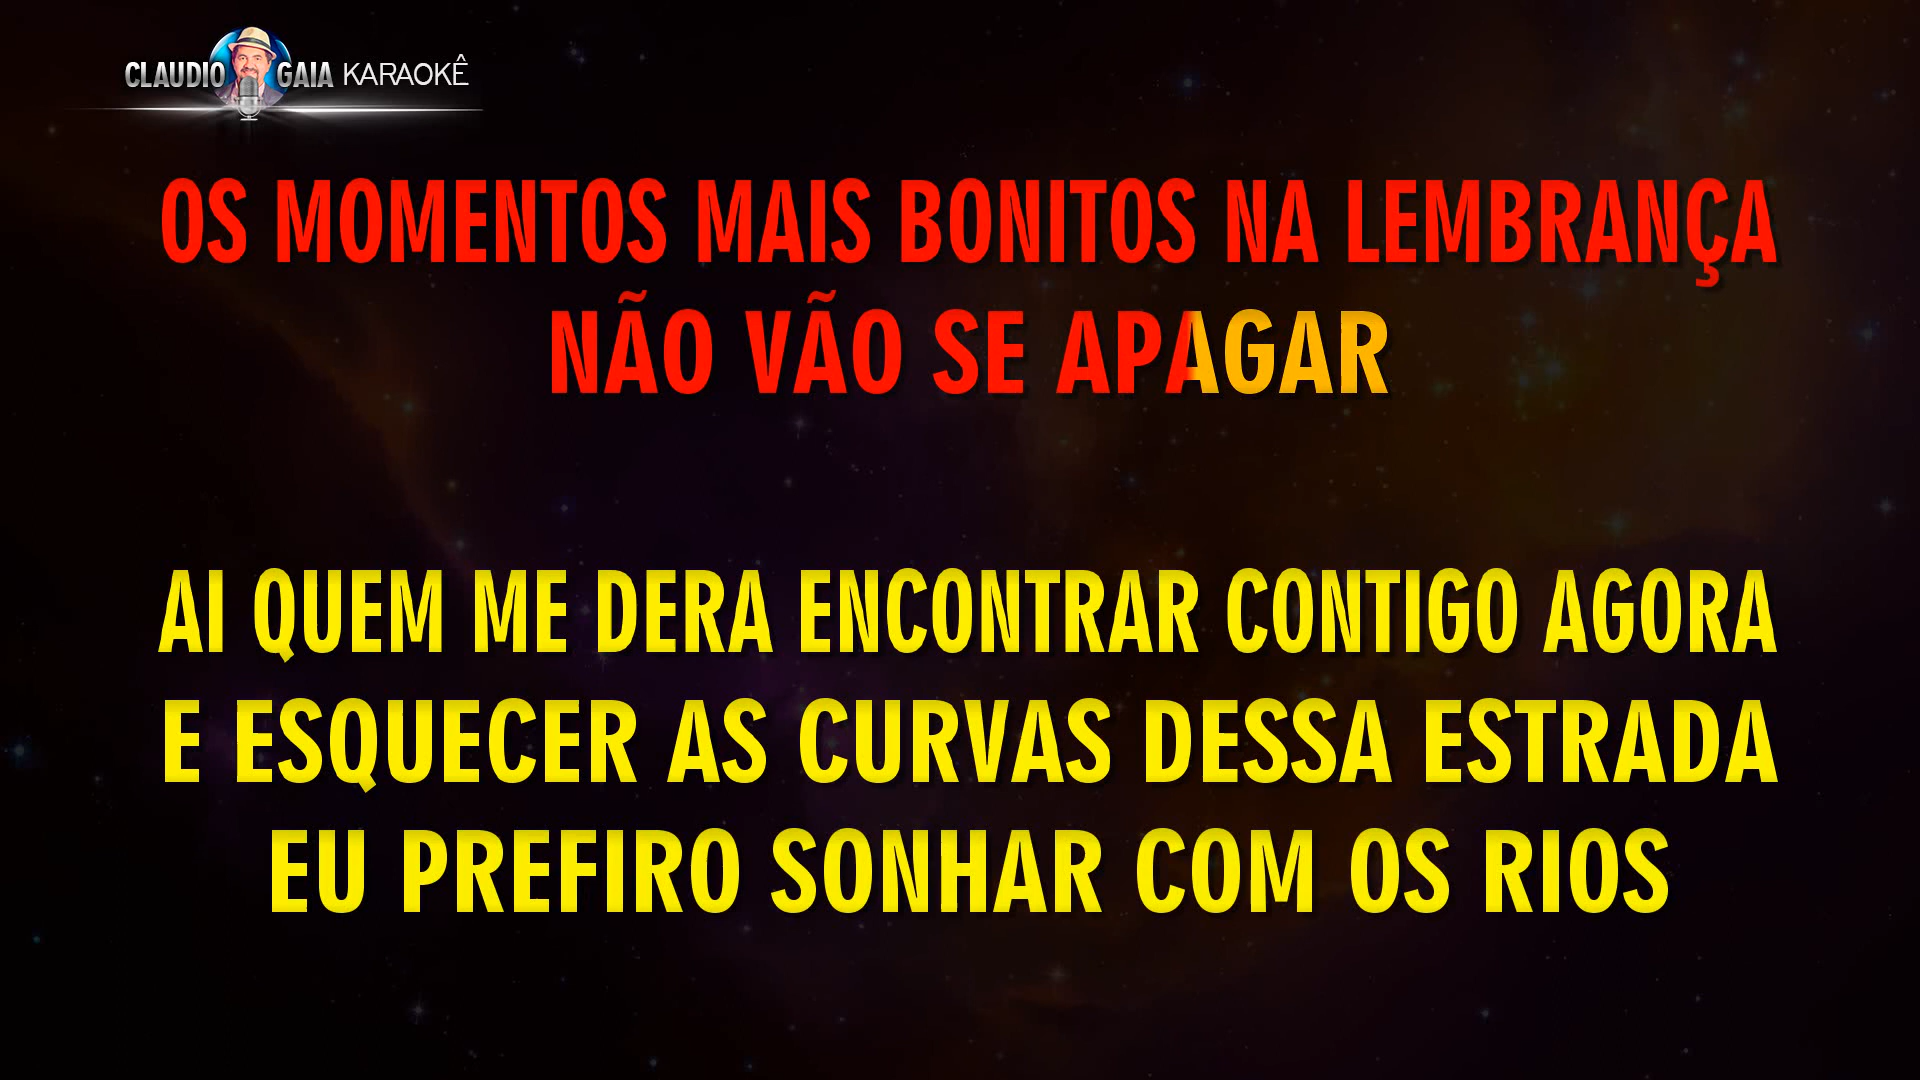 CLAUDIO GAIA KARAOKÊ
OS MOMENTOS MAIS BONITOS NA LEMBRANÇA
NÃO VÃO SE APAGAR
AI QUEM ME DERA ENCONTRAR CONTIGO AGORA
E ESQUECER AS CURVAS DESSA ESTRADA
EU PREFIRO SONHAR COM OS RIOS